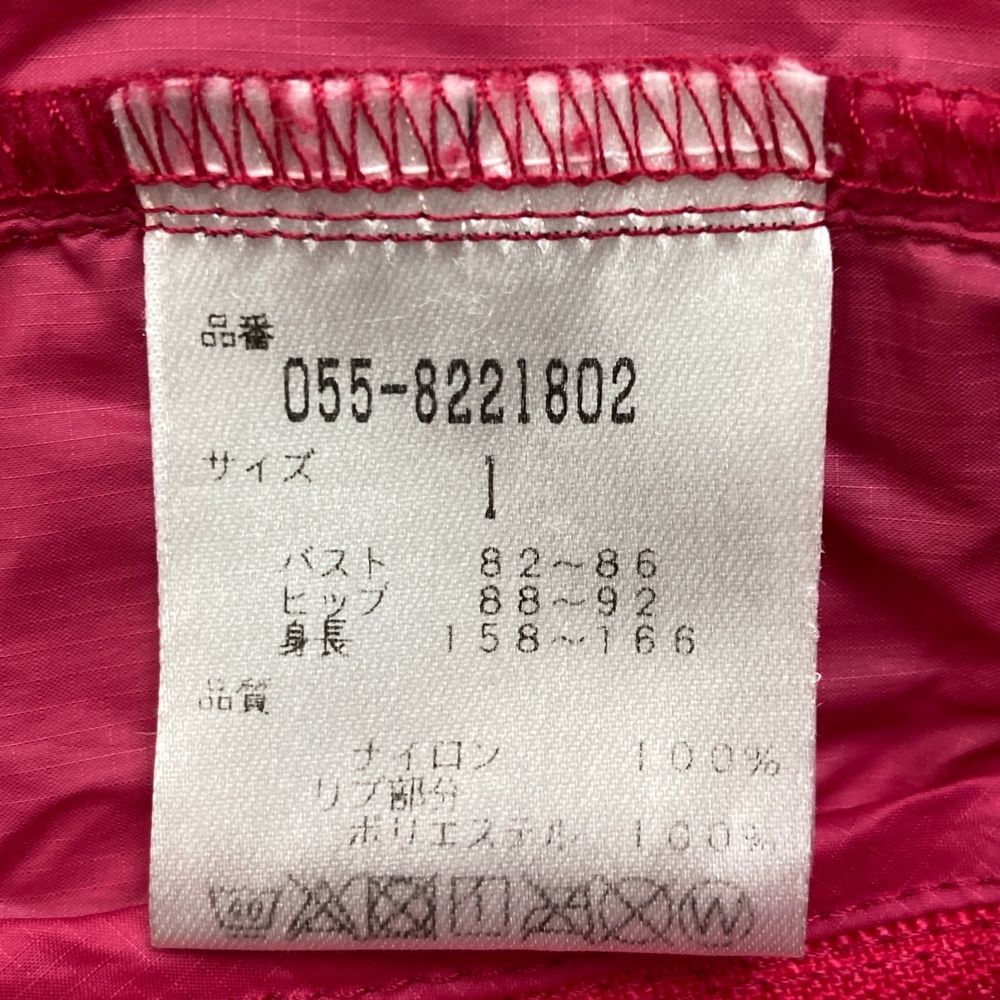 品番
055-8221802
サイズ 1
バスト 82～86
ヒップ 88～92
身長 158～166
品質
ナイロン 100%
リブ部分
ポリエステル 100%
40 W